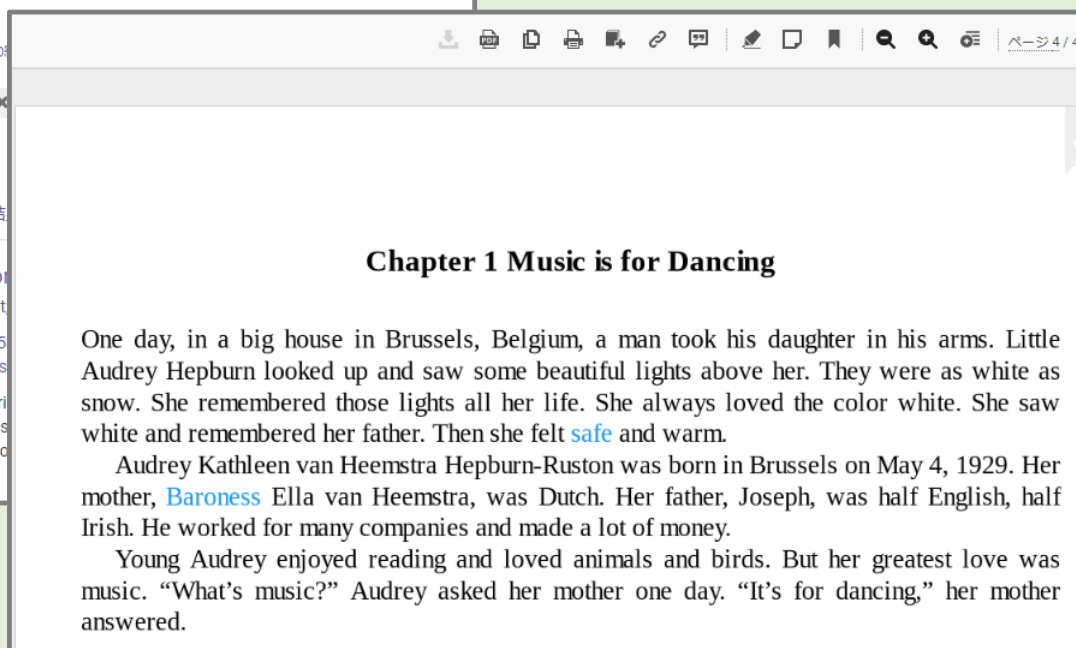 ページ 4 / 4
Chapter 1 Music is for Dancing
One day, in a big house in Brussels, Belgium, a man took his daughter in his arms. Little
Audrey Hepburn looked up and saw some beautiful lights above her. They were as white as
snow. She remembered those lights all her life. She always loved the color white. She saw
white and remembered her father. Then she felt safe and warm.
Audrey Kathleen van Heemstra Hepburn-Ruston was born in Brussels on May 4, 1929. Her
mother, Baroness Ella van Heemstra, was Dutch. Her father, Joseph, was half English, half
Irish. He worked for many companies and made a lot of money.
Young Audrey enjoyed reading and loved animals and birds. But her greatest love was
music. “What’s music?” Audrey asked her mother one day. “It’s for dancing,” her mother
answered.